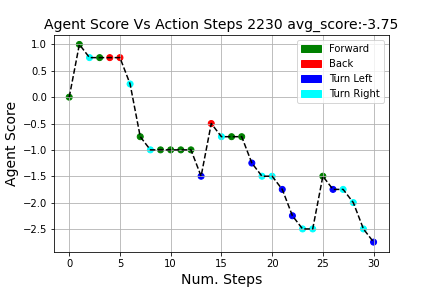 Agent Score Vs Action Steps 2230 avg_score:-3.75
Agent Score
1.0
0.5
0.0
−0.5
−1.0
−1.5
−2.0
−2.5
Forward
Back
Turn Left
Turn Right
0 5 10 15 20 25 30
Num. Steps